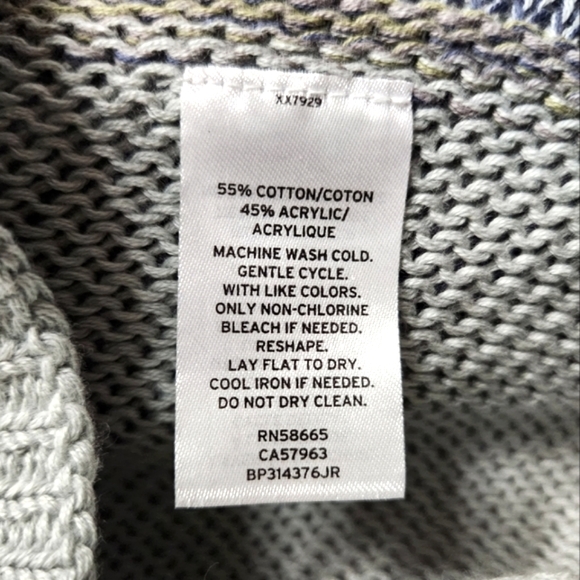 XX7929
55% COTTON/COTON
45% ACRYLIC/
ACRYLIQUE
MACHINE WASH COLD.
GENTLE CYCLE.
WITH LIKE COLORS.
ONLY NON-CHLORINE
BLEACH IF NEEDED.
RESHAPE.
LAY FLAT TO DRY.
COOL IRON IF NEEDED.
DO NOT DRY CLEAN.
RN58665
CA57963
BP314376JR